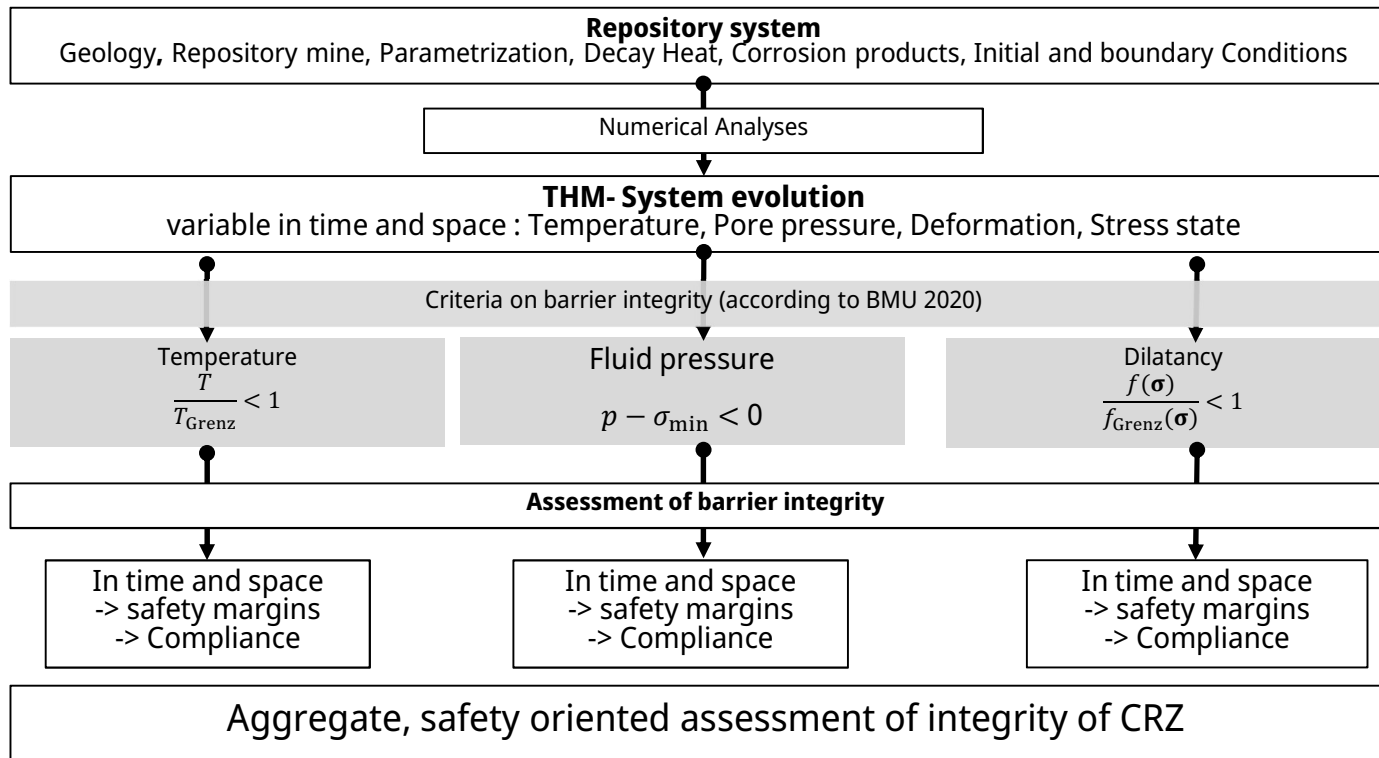 Repository system
Geology, Repository mine, Parametrization, Decay Heat, Corrosion products, Initial and boundary Conditions
Numerical Analyses
THM- System evolution
variable in time and space : Temperature, Pore pressure, Deformation, Stress state
Criteria on barrier integrity (according to BMU 2020)
Temperature
T / T_Grenz < 1
Fluid pressure
p − σ_min < 0
Dilatancy
f(σ) / f_Grenz(σ) < 1
Assessment of barrier integrity
In time and space
-> safety margins
-> Compliance
In time and space
-> safety margins
-> Compliance
In time and space
-> safety margins
-> Compliance
Aggregate, safety oriented assessment of integrity of CRZ